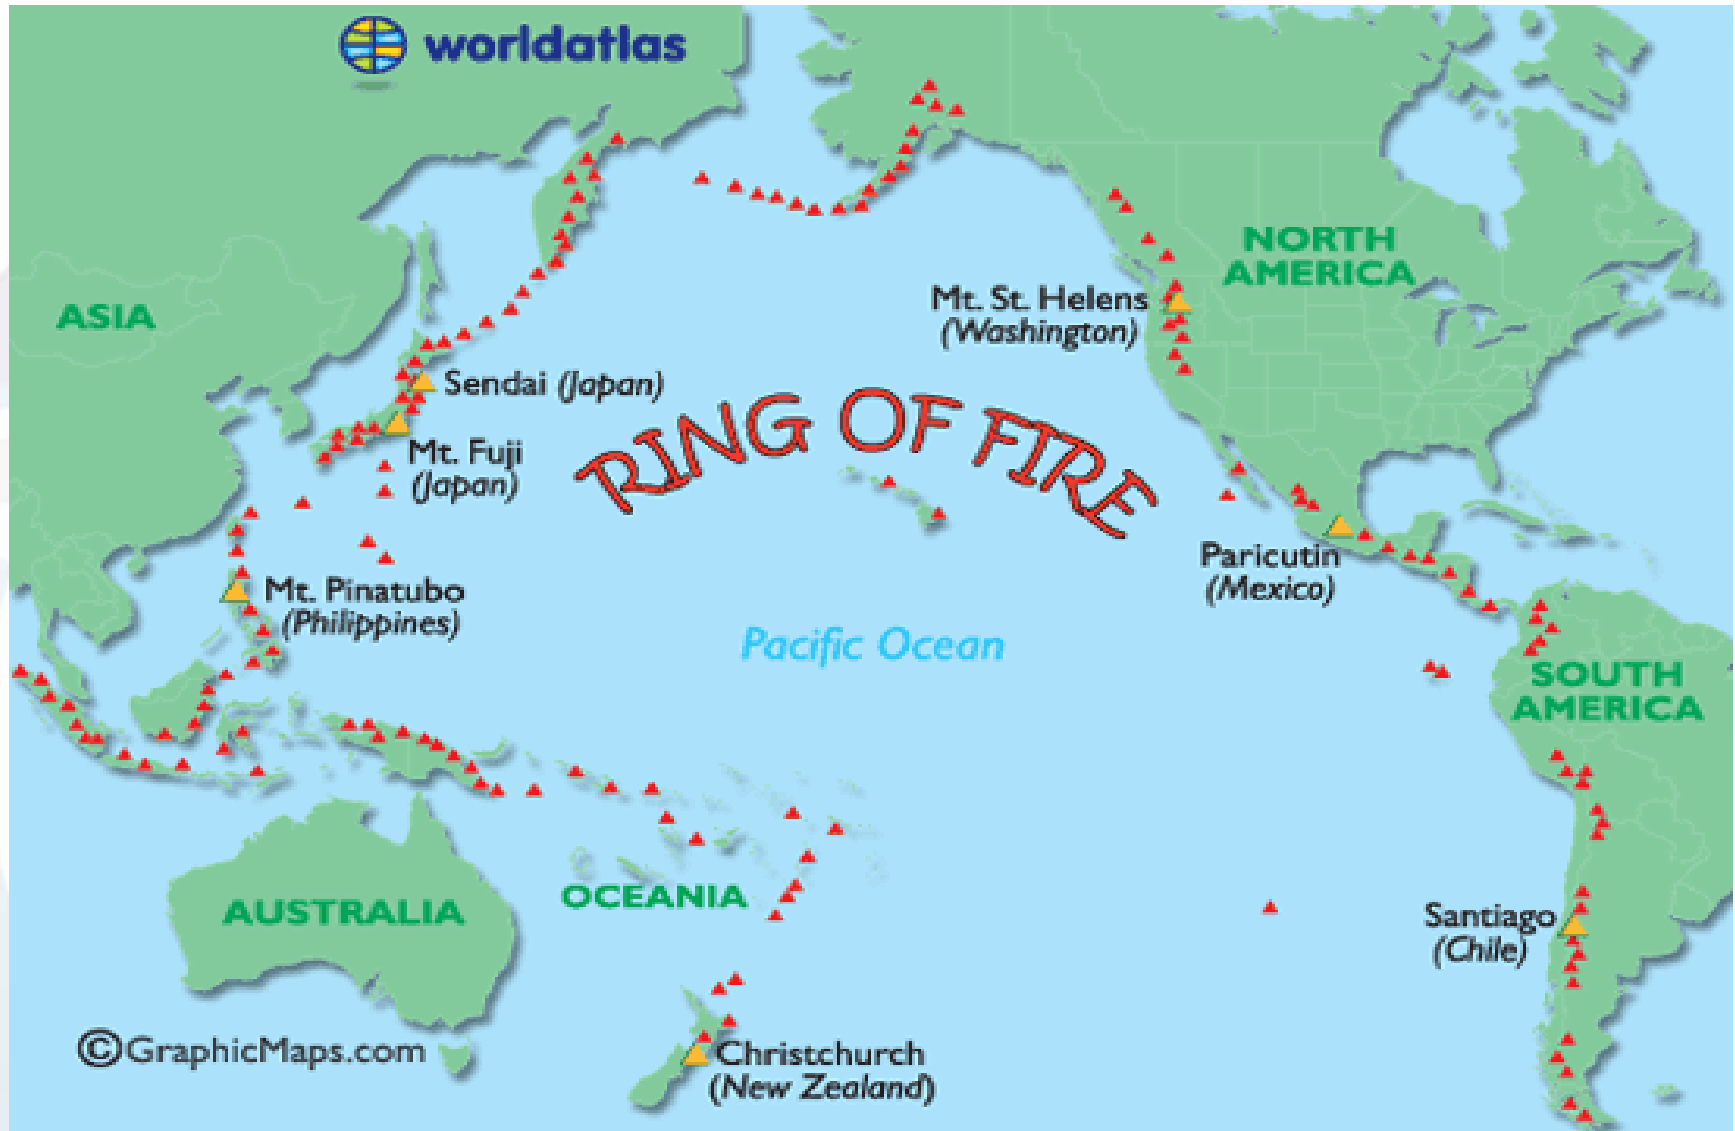 worldatlas
ASIA
NORTH
AMERICA
Mt. St. Helens
(Washington)
Sendai (Japan)
RING OF FIRE
Mt. Fuji
(Japan)
Paricutin
(Mexico)
Mt. Pinatubo
(Philippines)
Pacific Ocean
SOUTH
AMERICA
AUSTRALIA
OCEANIA
Santiago
(Chile)
©GraphicMaps.com
Christchurch
(New Zealand)